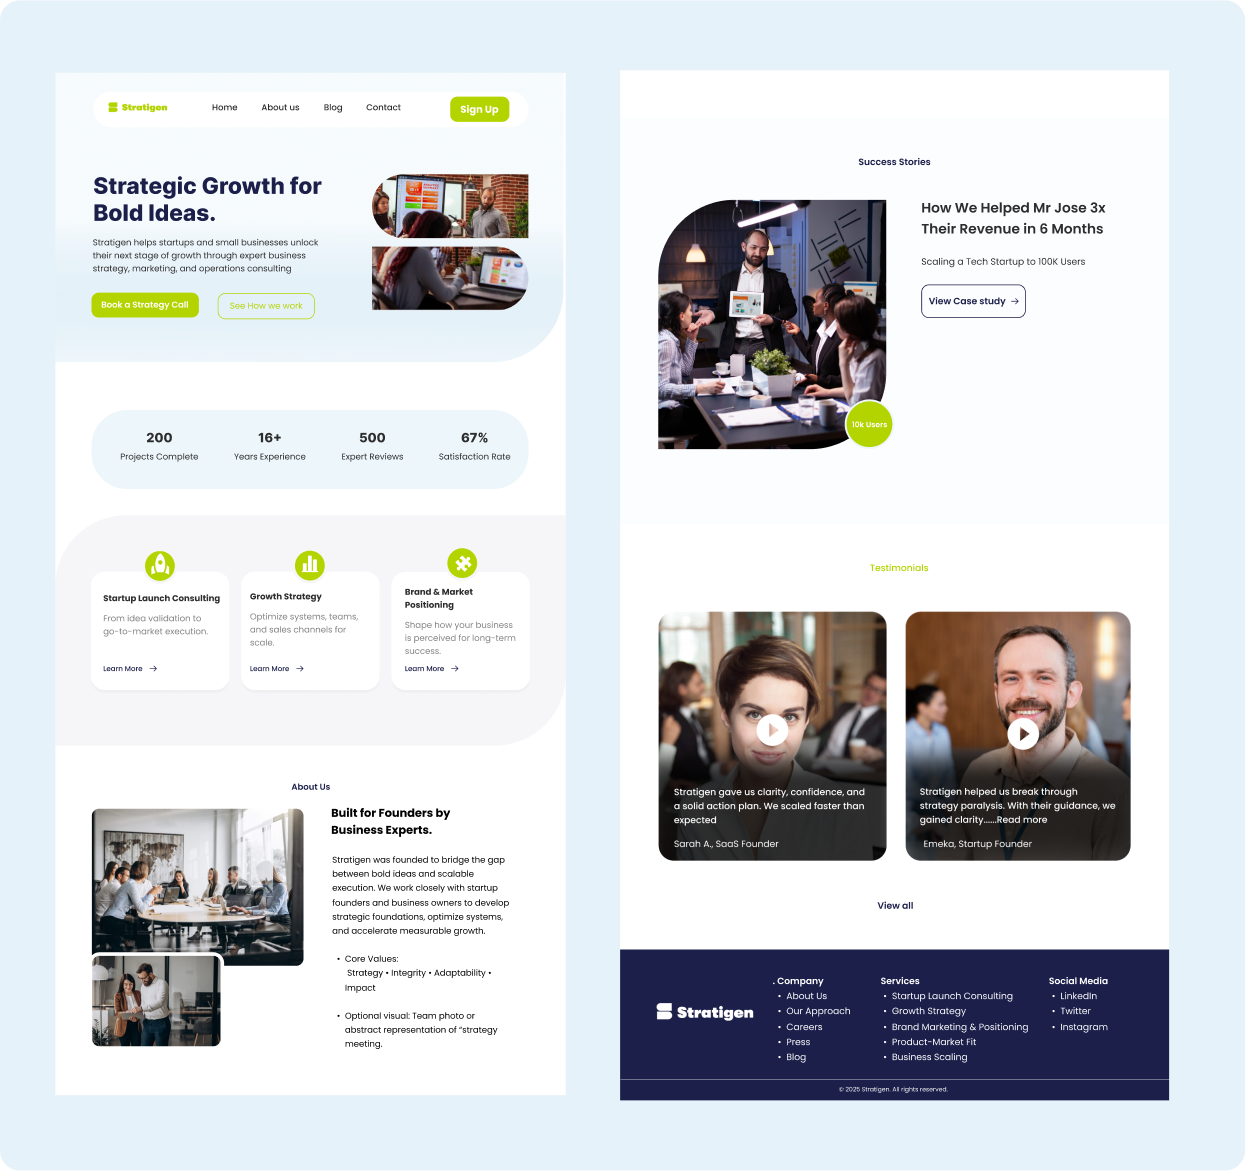 Stratigen
Home
About us
Blog
Contact
Sign Up
Strategic Growth for
Bold Ideas.
Stratigen helps startups and small businesses unlock
their next stage of growth through expert business
strategy, marketing, and operations consulting
Book a Strategy Call
See How we work
200
Projects Complete
16+
Years Experience
500
Expert Reviews
67%
Satisfaction Rate
Startup Launch Consulting
From idea validation to
go-to-market execution.
Learn More →
Growth Strategy
Optimize systems, teams,
and sales channels for
scale.
Learn More →
Brand & Market
Positioning
Shape how your business
is perceived for long-term
success.
Learn More →
About Us
Built for Founders by
Business Experts.
Stratigen was founded to bridge the gap
between bold ideas and scalable
execution. We work closely with startup
founders and business owners to develop
strategic foundations, optimize systems,
and accelerate measurable growth.
• Core Values:
Strategy • Integrity • Adaptability •
Impact
• Optional visual: Team photo or
abstract representation of “strategy
meeting.
Success Stories
How We Helped Mr Jose 3x
Their Revenue in 6 Months
Scaling a Tech Startup to 100K Users
View Case study →
10k Users
Testimonials
Stratigen gave us clarity, confidence, and
a solid action plan. We scaled faster than
expected
Sarah A., SaaS Founder
Stratigen helped us break through
strategy paralysis. With their guidance, we
gained clarity......Read more
Emeka, Startup Founder
View all
Stratigen
. Company
• About Us
• Our Approach
• Careers
• Press
• Blog
Services
• Startup Launch Consulting
• Growth Strategy
• Brand Marketing & Positioning
• Product-Market Fit
• Business Scaling
Social Media
• LinkedIn
• Twitter
• Instagram
© 2025 Stratigen. All rights reserved.